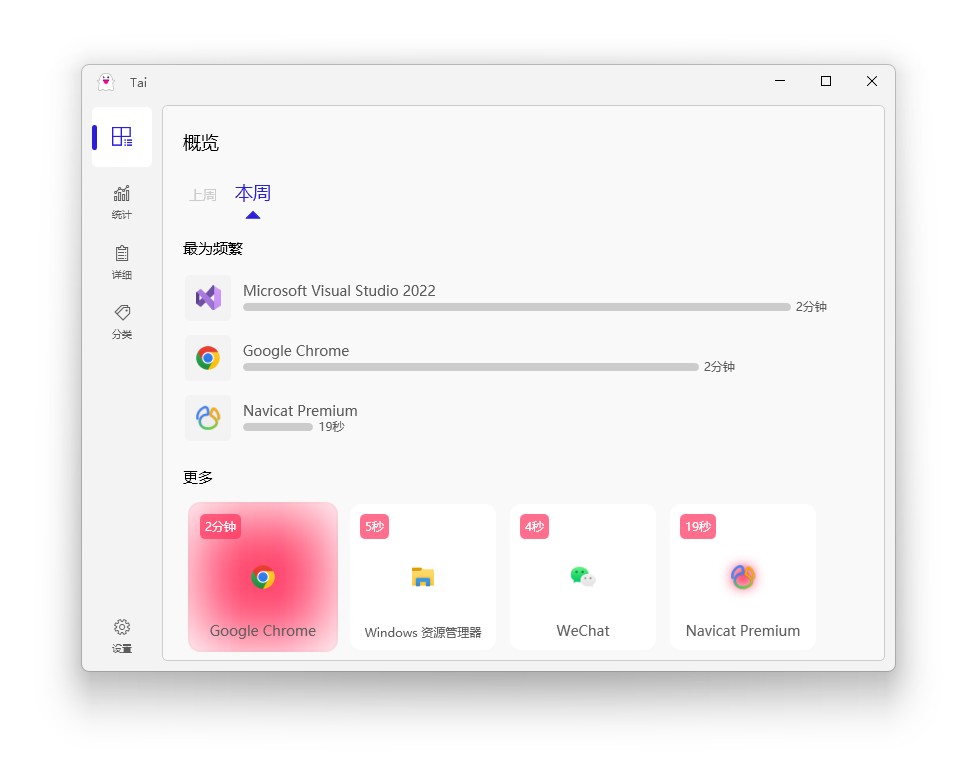 Tai
概览
上周 本周
统计
最为频繁
详细
Microsoft Visual Studio 2022
2分钟
分类
Google Chrome
2分钟
Navicat Premium
19秒
更多
2分钟 5秒 4秒 19秒
Google Chrome Windows 资源管理器 WeChat Navicat Premium
设置